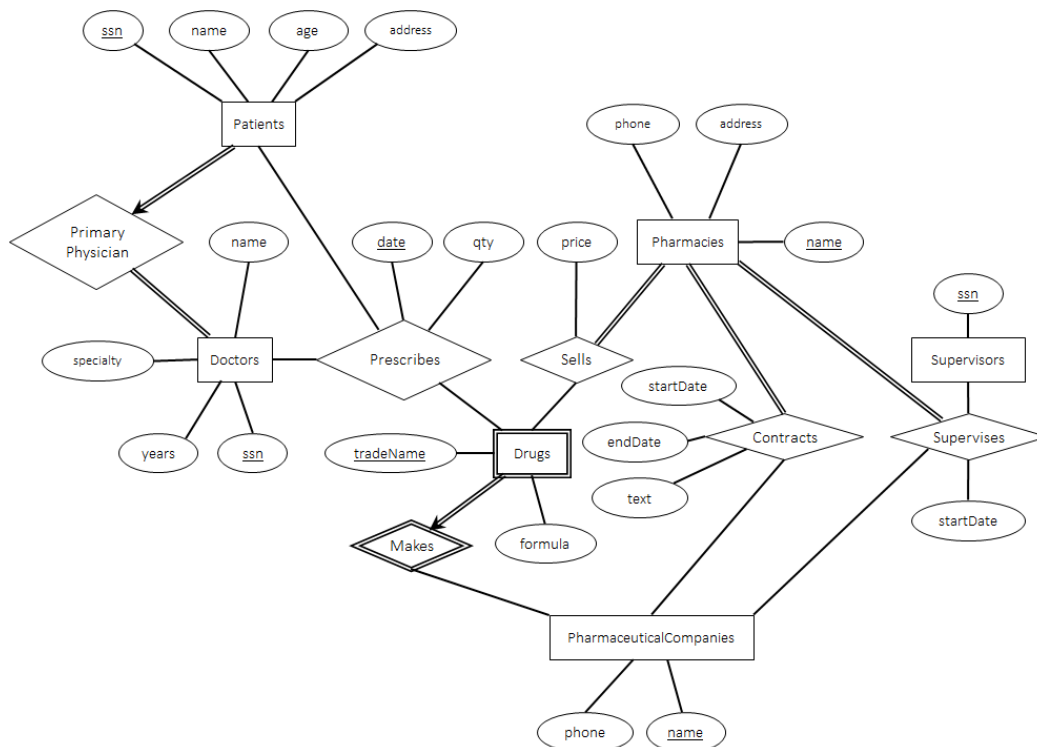 ssn
name
age
address
Patients
phone
address
Primary
Physician
name
date
qty
price
Pharmacies
name
ssn
specialty
Doctors
Prescribes
Sells
Supervisors
startDate
years
ssn
tradeName
Drugs
endDate
Contracts
Supervises
text
startDate
Makes
formula
PharmaceuticalCompanies
phone
name